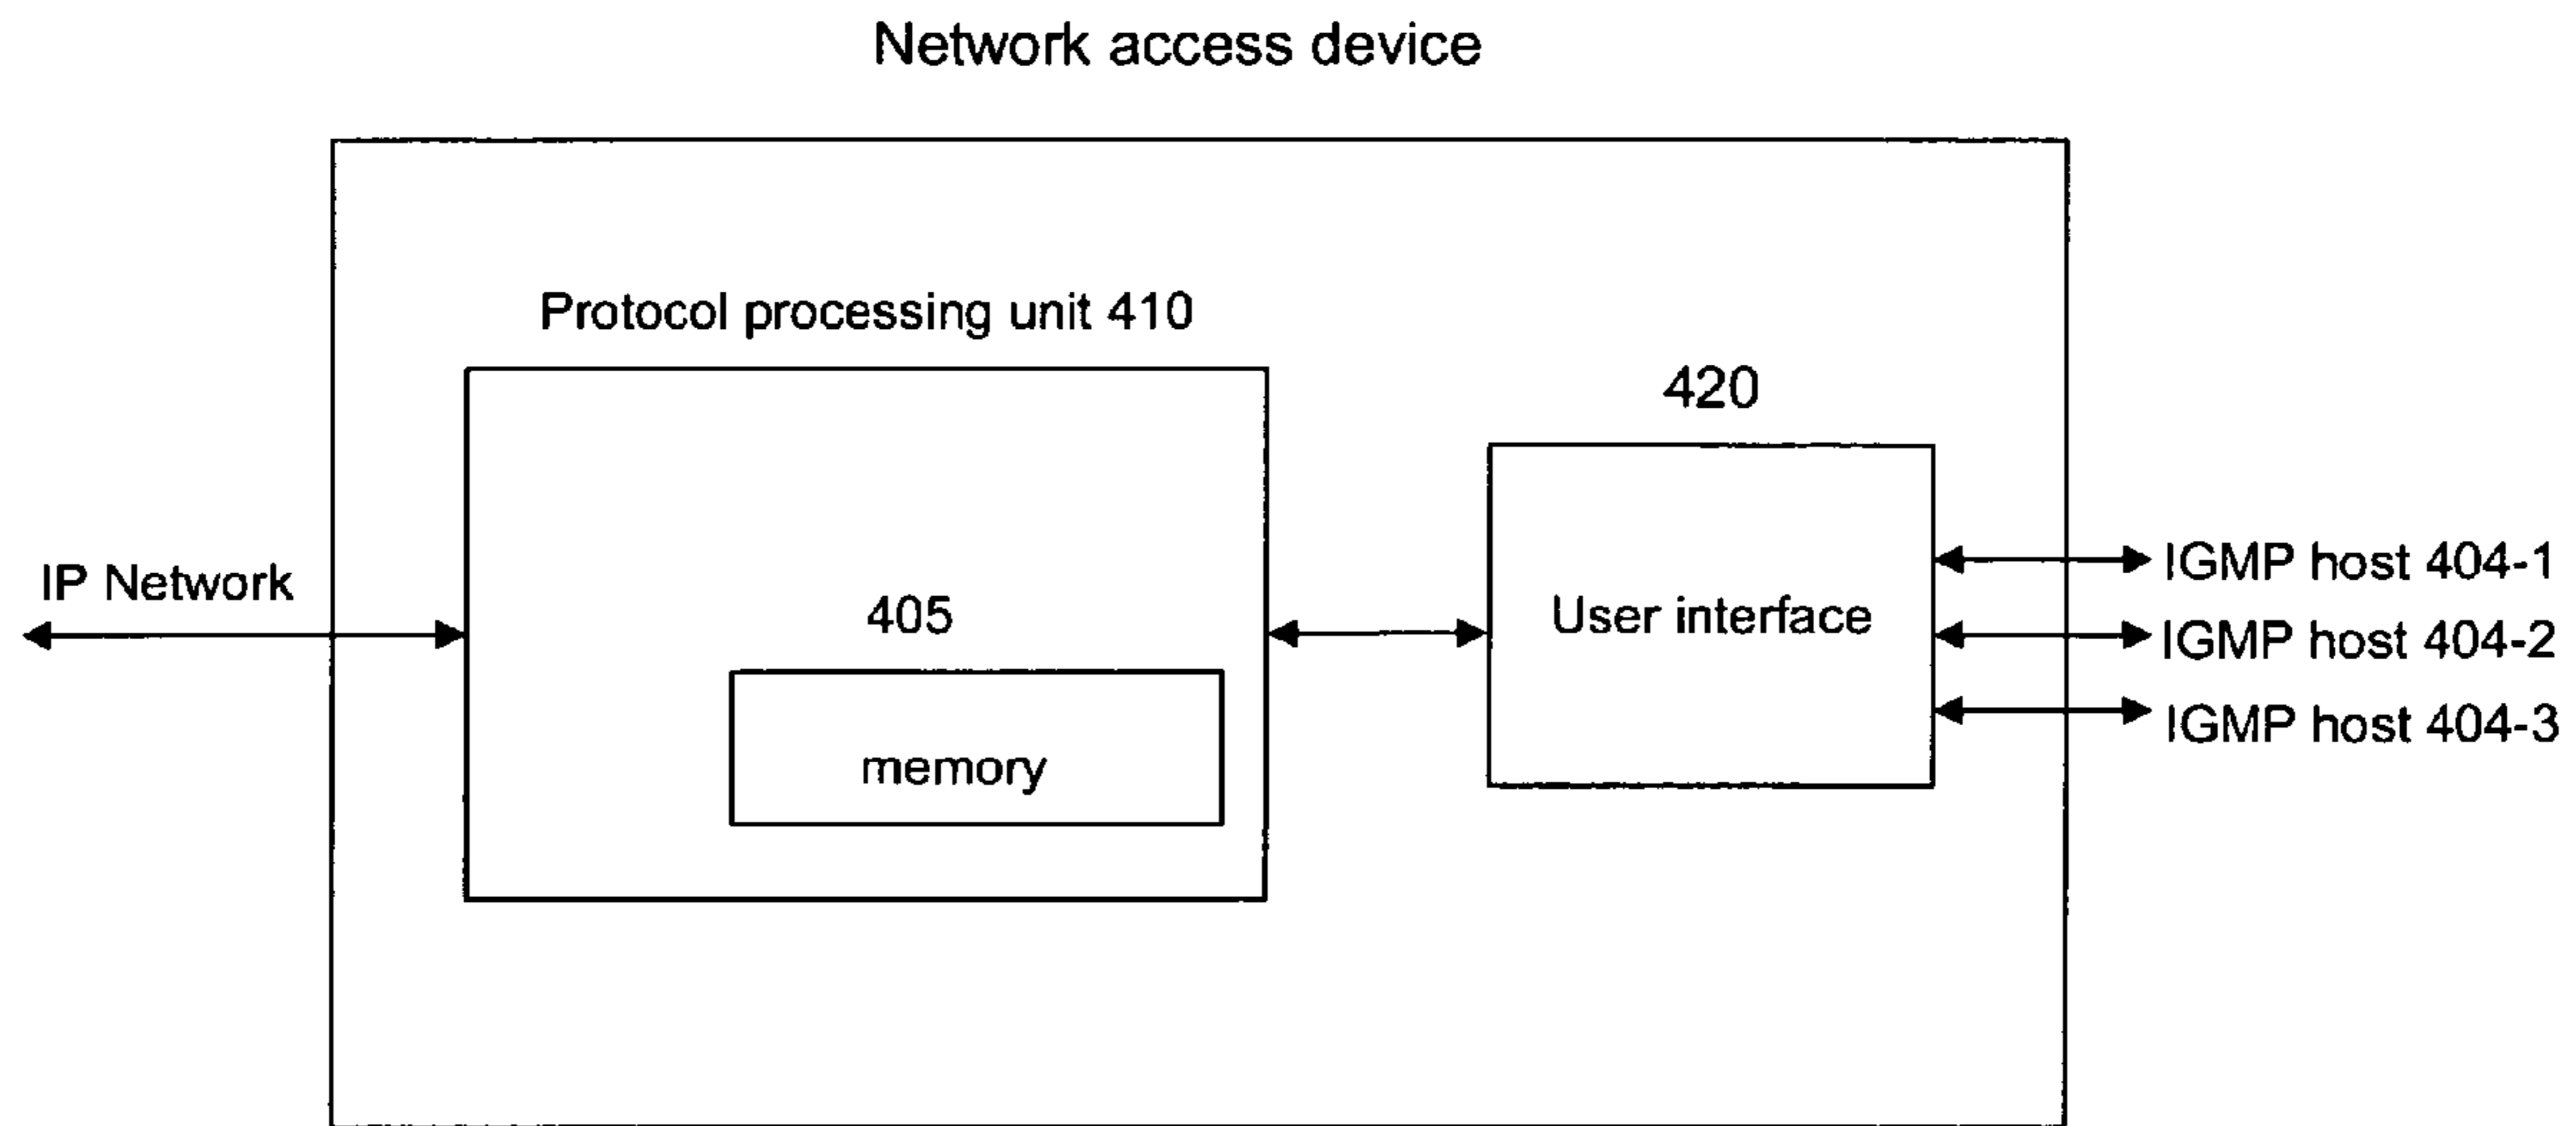 Network access device
Protocol processing unit 410
420
IP Network
405
memory
User interface
IGMP host 404-1
IGMP host 404-2
IGMP host 404-3